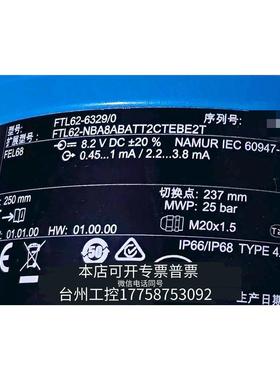 型号: FTL62-6329/0 序列号:
扩展型号: FTL62-NBA8ABATT2CTEBE2T
FEL68 8.2 V DC ±20 % NAMUR IEC 60947-
0.45...1 mA / 2.2...3.8 mA
250 mm 切换点: 237 mm
MWP: 25 bar
01.01.00 HW: 01.00.00 M20x1.5
IP66/IP68 TYPE 4
本店可开专票普票
微信电话同号
台州工控17758753092
上产日期